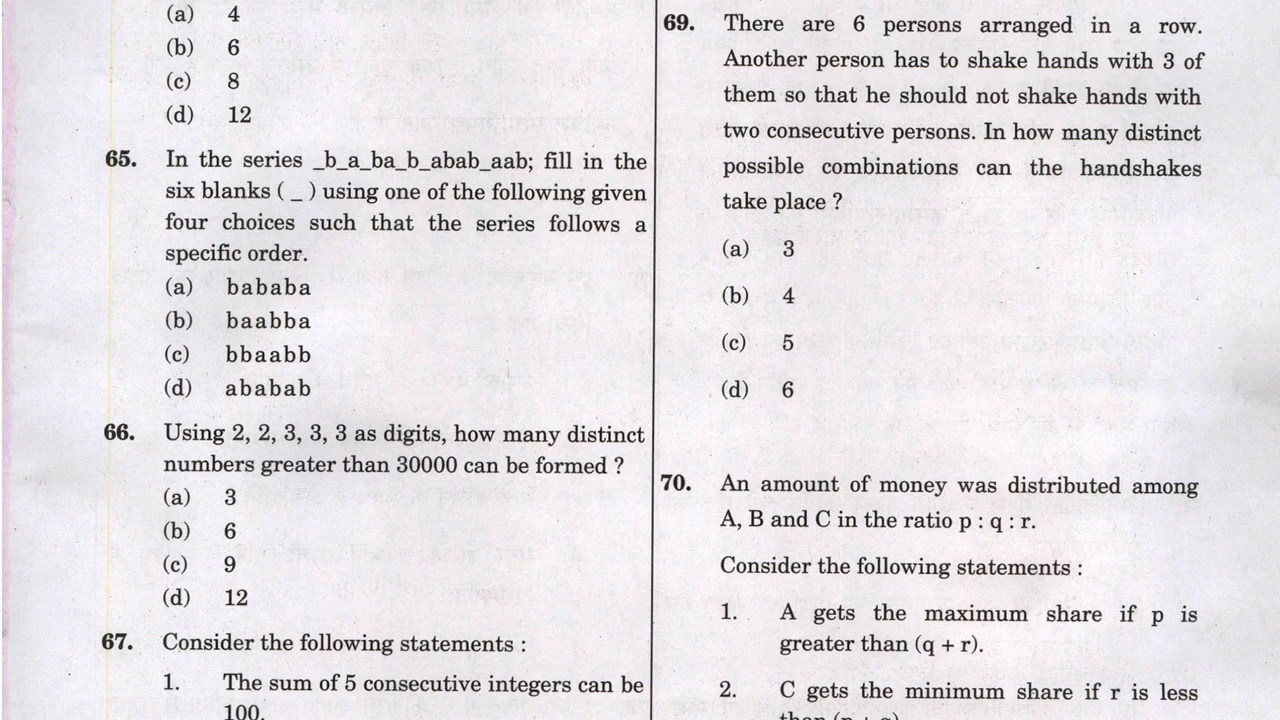 (a) 4
(b) 6
(c) 8
(d) 12
65. In the series _b_a_ba_b_abab_aab; fill in the
six blanks ( _ ) using one of the following given
four choices such that the series follows a
specific order.
(a) bababa
(b) baabba
(c) bbaabb
(d) ababab
66. Using 2, 2, 3, 3, 3 as digits, how many distinct
numbers greater than 30000 can be formed ?
(a) 3
(b) 6
(c) 9
(d) 12
67. Consider the following statements :
1. The sum of 5 consecutive integers can be
100.
69. There are 6 persons arranged in a row.
Another person has to shake hands with 3 of
them so that he should not shake hands with
two consecutive persons. In how many distinct
possible combinations can the handshakes
take place ?
(a) 3
(b) 4
(c) 5
(d) 6
70. An amount of money was distributed among
A, B and C in the ratio p : q : r.
Consider the following statements :
1. A gets the maximum share if p is
greater than (q + r).
2. C gets the minimum share if r is less
than (p + q).